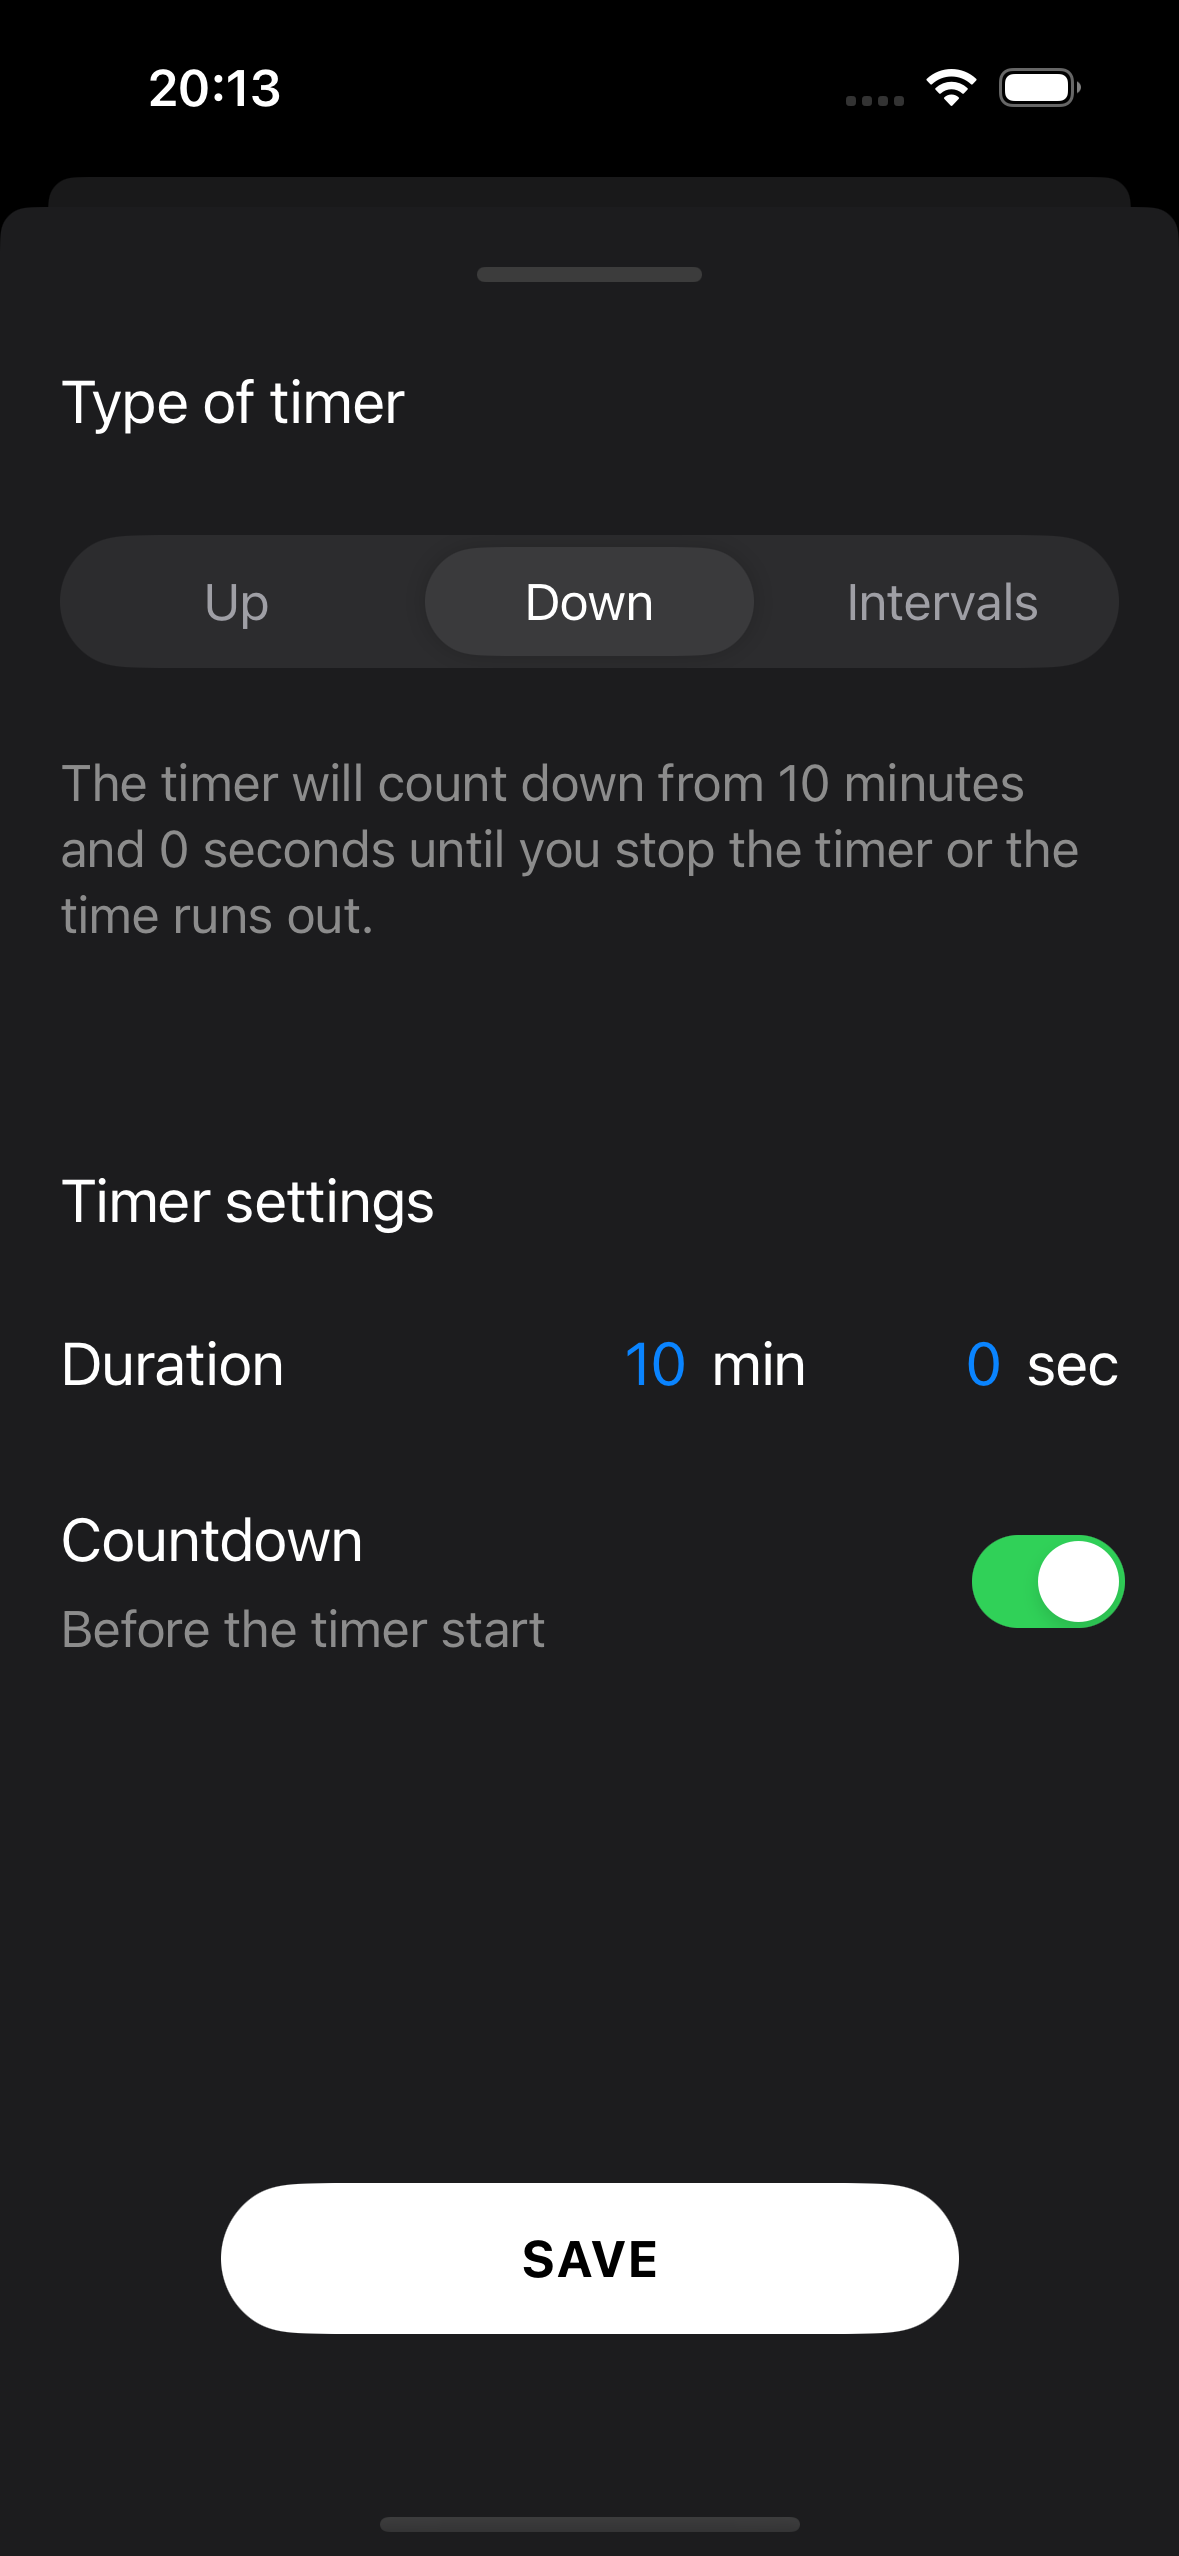 20:13
Type of timer
Up Down Intervals
The timer will count down from 10 minutes
and 0 seconds until you stop the timer or the
time runs out.
Timer settings
Duration 10 min 0 sec
Countdown
Before the timer start
SAVE